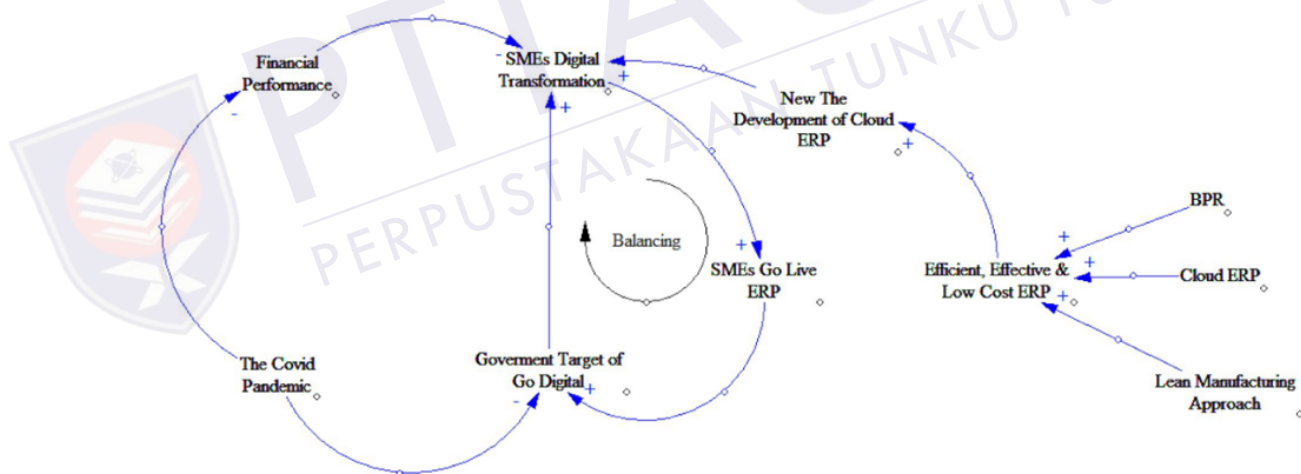 PTTA
PERPUSTAKAAN TUNKU
Financial
Performance
SMEs Digital
Transformation
New The
Development of Cloud
ERP
BPR
Balancing
SMEs Go Live
ERP
Efficient, Effective &
Low Cost ERP
Cloud ERP
The Covid
Pandemic
Goverment Target of
Go Digital
Lean Manufacturing
Approach
-
-
+
+
+
+
+
-
+
+
+
+